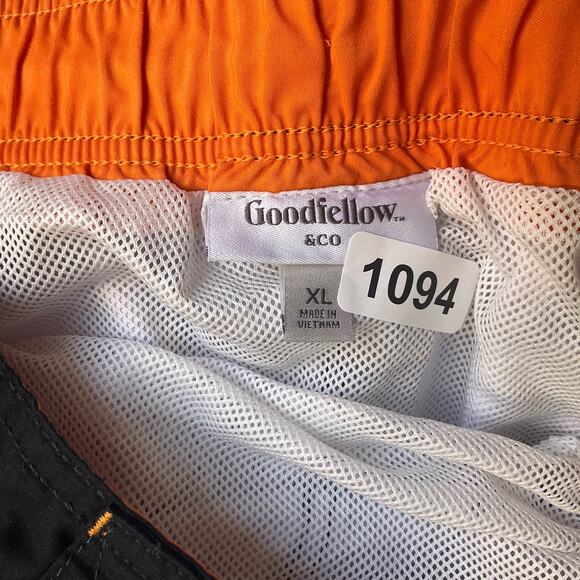 Goodfellow™
&CO
XL
MADE IN
VIETNAM
1094